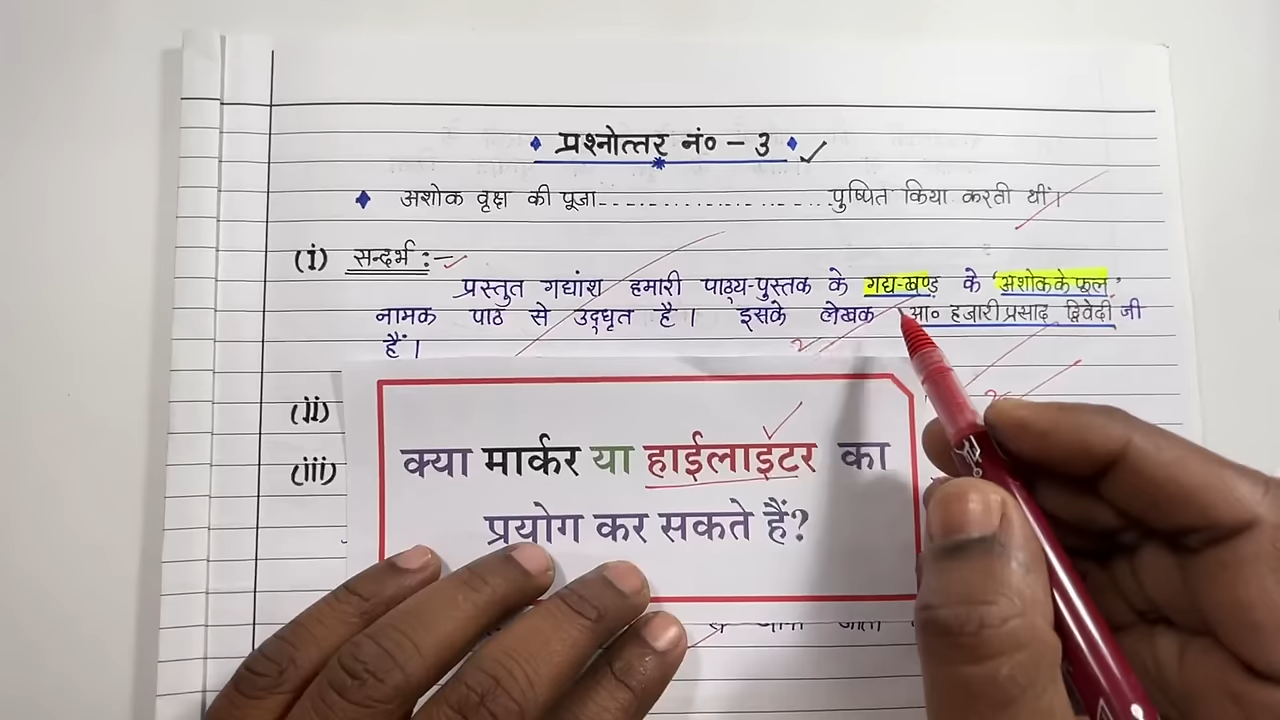 प्रश्नोत्तर नं० – 3
अशोक वृक्ष की पूजा--------------------पुष्पित किया करती थीं।
(i) सन्दर्भ :–
प्रस्तुत गद्यांश हमारी पाठ्य-पुस्तक के गद्य-खण्ड के 'अशोक के फूल'
नामक पाठ से उद्धृत है। इसके लेखक आ० हजारी प्रसाद द्विवेदी जी
हैं।
(ii)
(iii)
क्या मार्कर या हाईलाइटर का
प्रयोग कर सकते हैं?